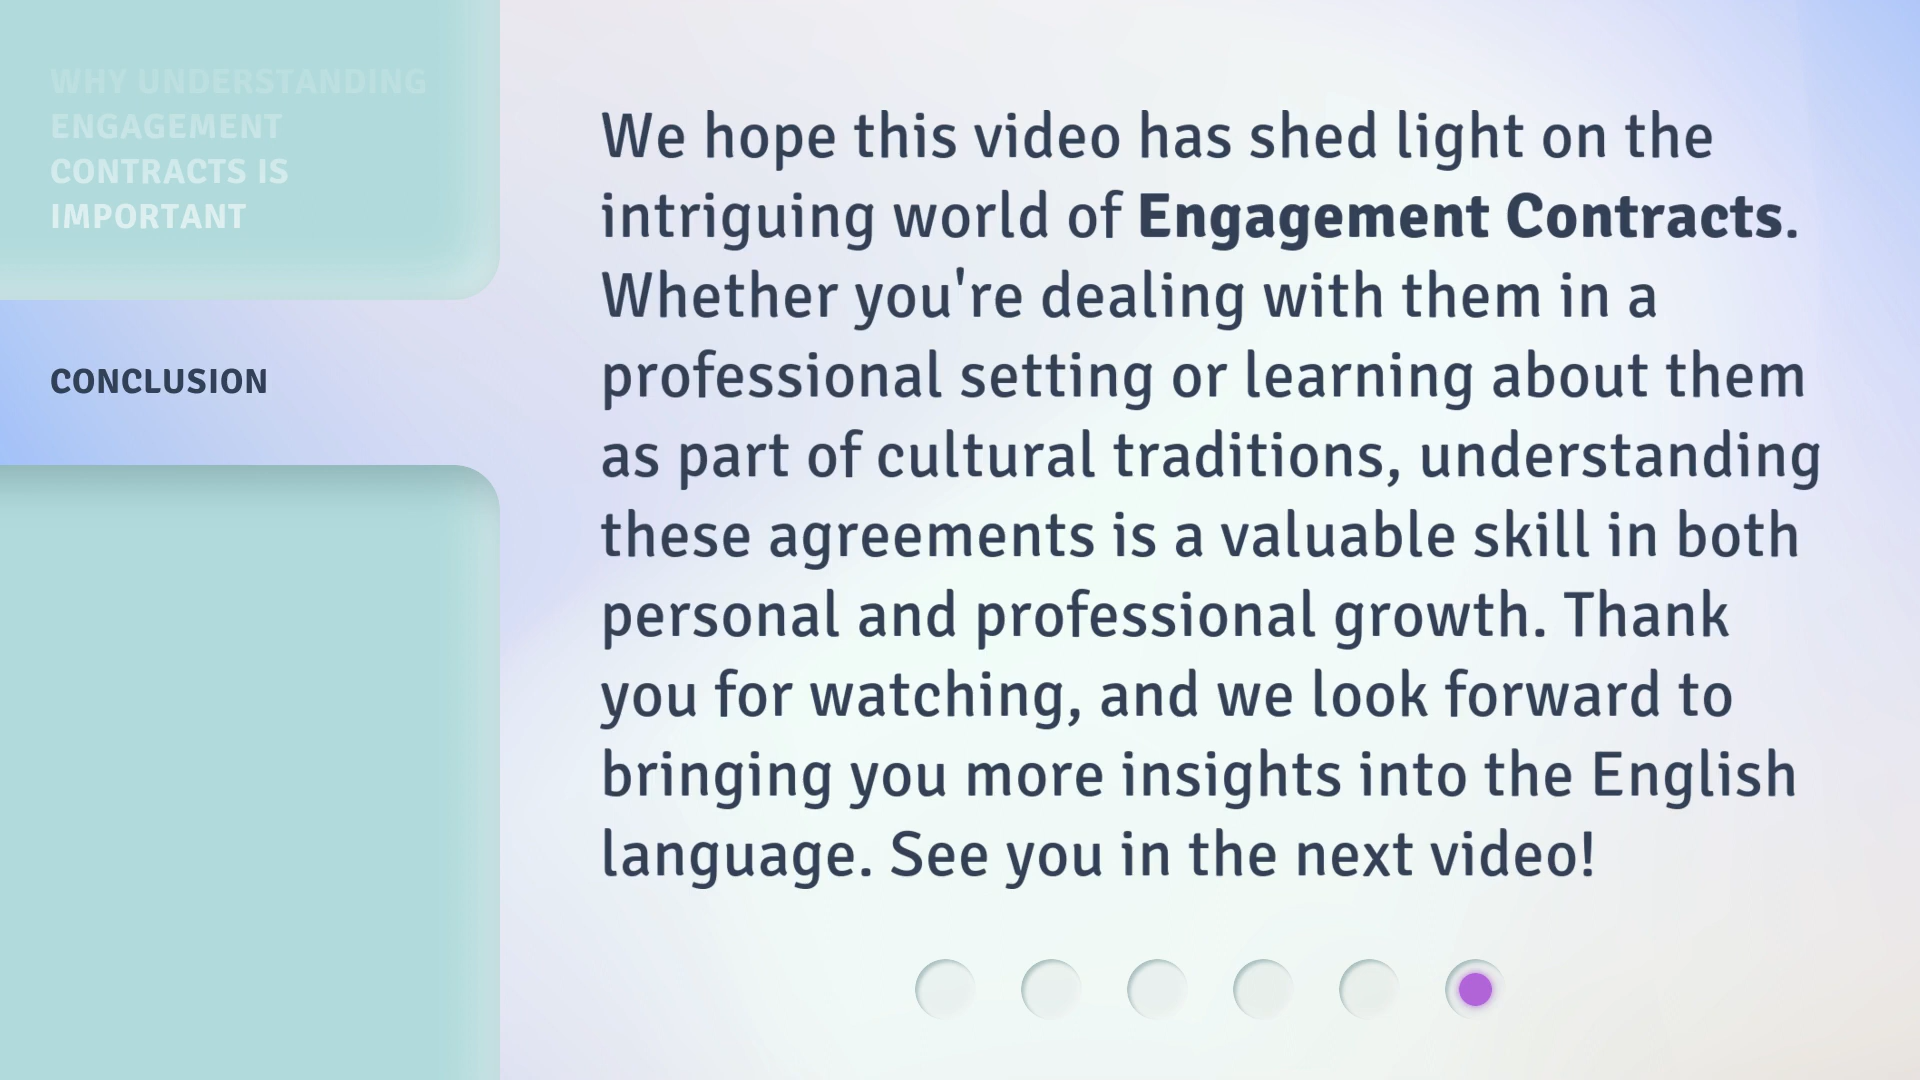 WHY UNDERSTANDING
ENGAGEMENT
CONTRACTS IS
IMPORTANT
CONCLUSION
We hope this video has shed light on the
intriguing world of Engagement Contracts.
Whether you're dealing with them in a
professional setting or learning about them
as part of cultural traditions, understanding
these agreements is a valuable skill in both
personal and professional growth. Thank
you for watching, and we look forward to
bringing you more insights into the English
language. See you in the next video!